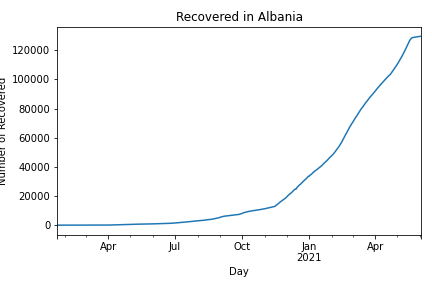 Recovered in Albania
Number of Recovered
120000
100000
80000
60000
40000
20000
0
Apr Jul Oct Jan Apr
2021
Day